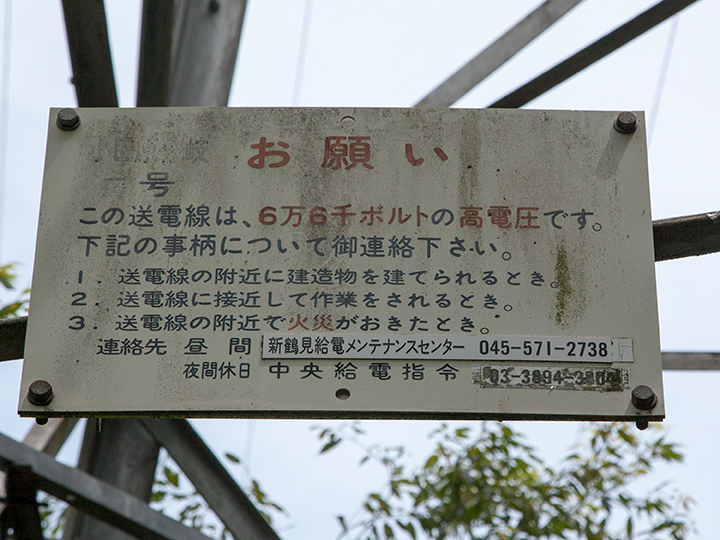 お願い
号
この送電線は、6万6千ボルトの高電圧です。
下記の事柄について御連絡下さい。
1. 送電線の附近に建造物を建てられるとき。
2. 送電線に接近して作業をされるとき。
3. 送電線の附近で火災がおきたとき。
連絡先 昼間 新鶴見給電メンテナンスセンター 045-571-2738
夜間休日 中央給電指令